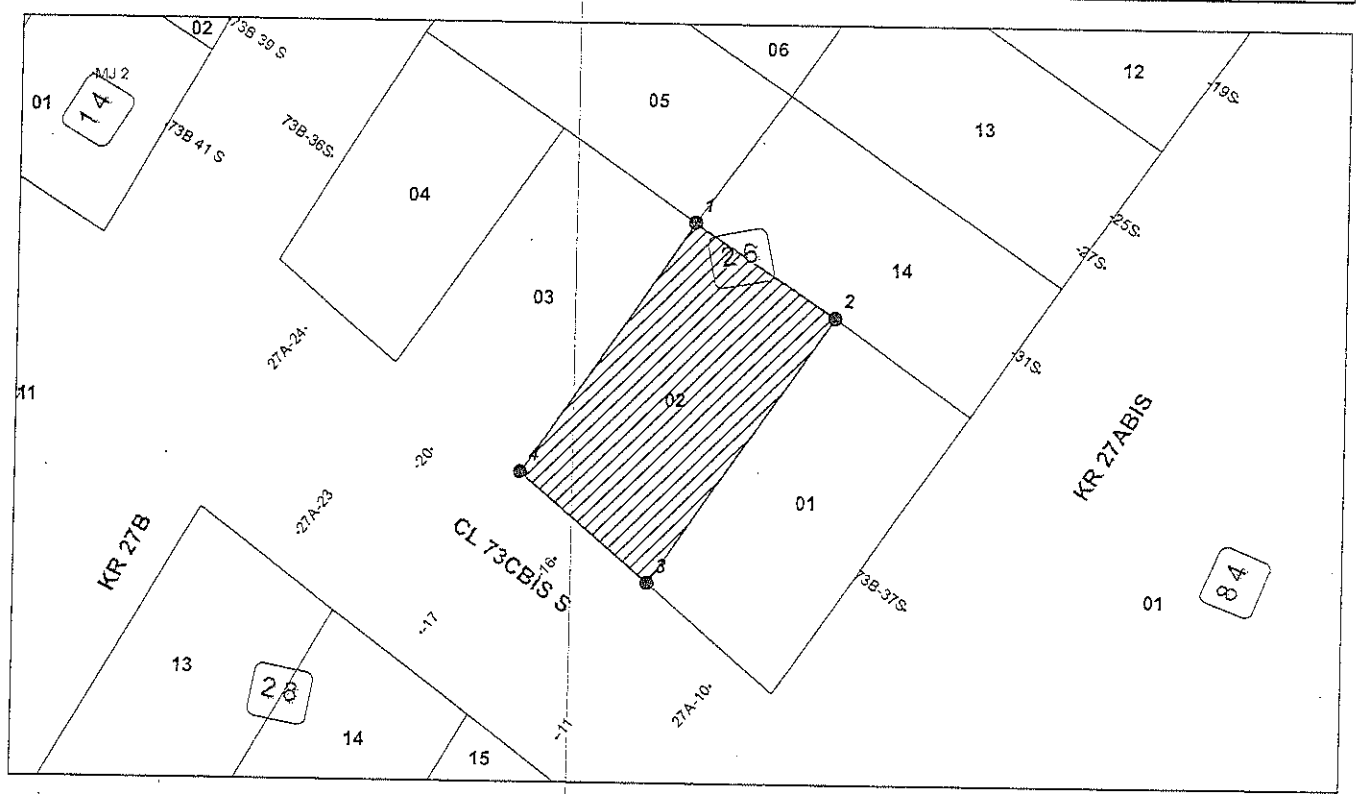 02
73B 39 S
06
12
-MJ 2
01
14
05
-19S-
-73B 41 S
73B-36S-
13
04
1
-25S-
-27S-
26
14
03
2
27A-24-
-31S-
11
02
KR 27ABIS
-20-
4
27A-23
01
KR 27B
CL 73CBIS S
-16-
3
73B-37S-
01
84
-17
13
28
27A-10-
14
-11
15